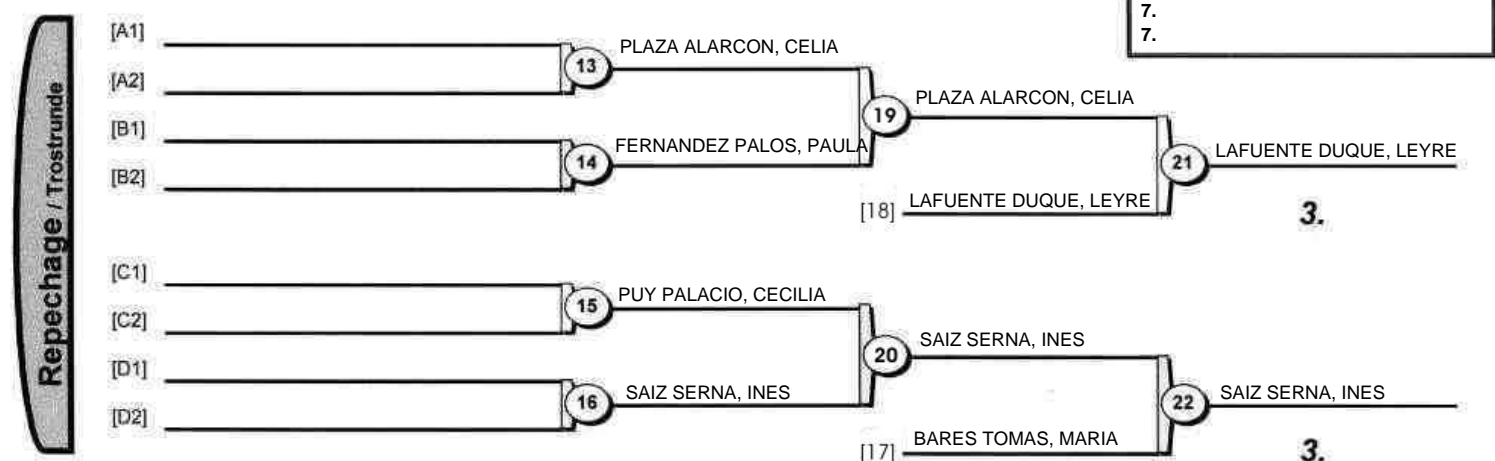 7.
7.
Repechage / Trostrunde
[A1]
[A2]
13
PLAZA ALARCON, CELIA
[B1]
[B2]
14
FERNANDEZ PALOS, PAULA
19
PLAZA ALARCON, CELIA
[18] LAFUENTE DUQUE, LEYRE
21
LAFUENTE DUQUE, LEYRE
3.
[C1]
[C2]
15
PUY PALACIO, CECILIA
[D1]
[D2]
16
SAIZ SERNA, INES
20
SAIZ SERNA, INES
[17] BARES TOMAS, MARIA
22
SAIZ SERNA, INES
3.